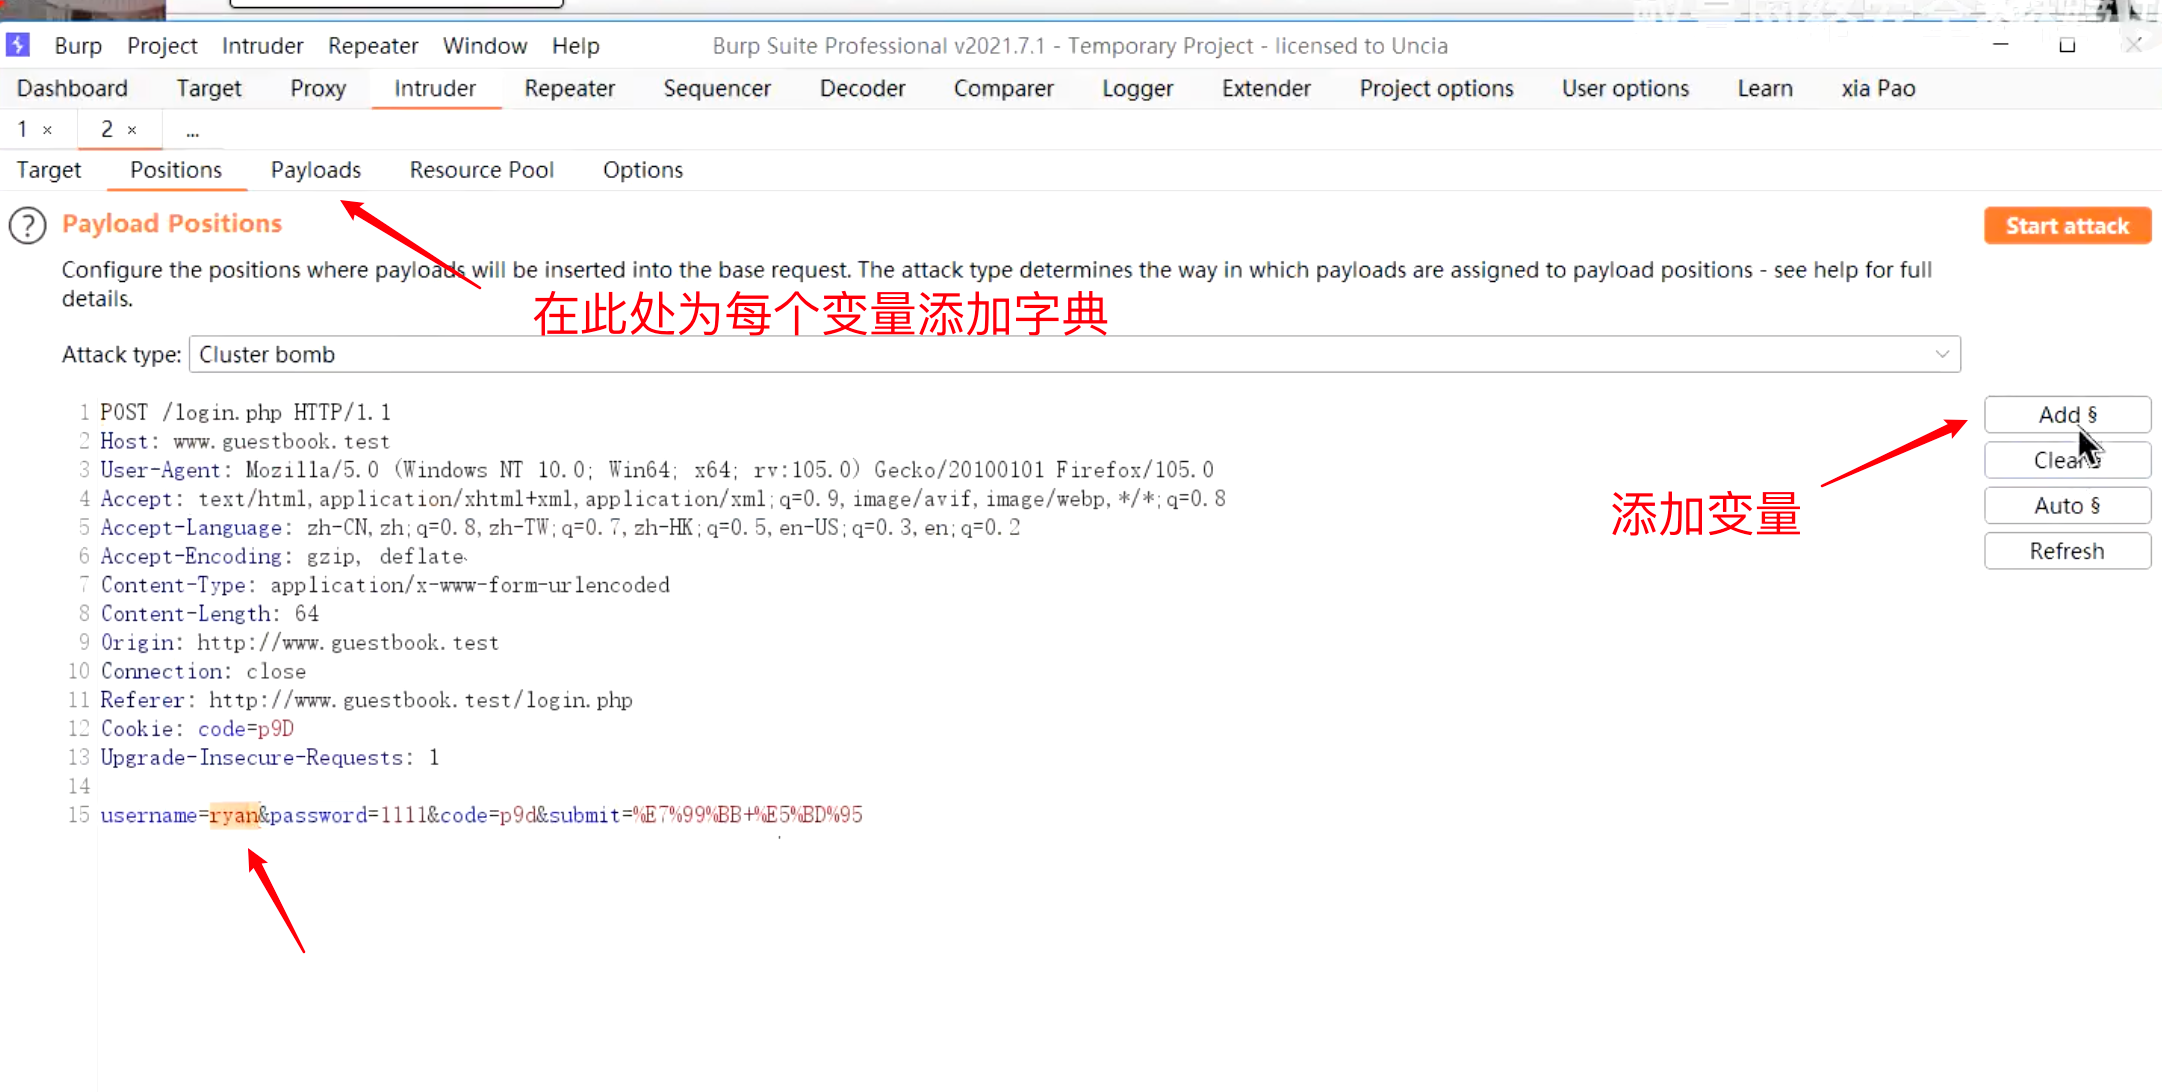 Burp Project Intruder Repeater Window Help Burp Suite Professional v2021.7.1 - Temporary Project - licensed to Uncia
Dashboard Target Proxy Intruder Repeater Sequencer Decoder Comparer Logger Extender Project options User options Learn xia Pao
1 × 2 × ...
Target Positions Payloads Resource Pool Options
? Payload Positions Start attack
Configure the positions where payloads will be inserted into the base request. The attack type determines the way in which payloads are assigned to payload positions - see help for full
details.
在此处为每个变量添加字典
Attack type: Cluster bomb
1 POST /login.php HTTP/1.1
2 Host: www.guestbook.test
3 User-Agent: Mozilla/5.0 (Windows NT 10.0; Win64; x64; rv:105.0) Gecko/20100101 Firefox/105.0
4 Accept: text/html,application/xhtml+xml,application/xml;q=0.9,image/avif,image/webp,*/*;q=0.8
5 Accept-Language: zh-CN,zh;q=0.8,zh-TW;q=0.7,zh-HK;q=0.5,en-US;q=0.3,en;q=0.2
6 Accept-Encoding: gzip, deflate
7 Content-Type: application/x-www-form-urlencoded
8 Content-Length: 64
9 Origin: http://www.guestbook.test
10 Connection: close
11 Referer: http://www.guestbook.test/login.php
12 Cookie: code=p9D
13 Upgrade-Insecure-Requests: 1
14
15 username=ryan&password=1111&code=p9d&submit=%E7%99%BB+%E5%BD%95
Add §
Clear §
Auto §
Refresh
添加变量